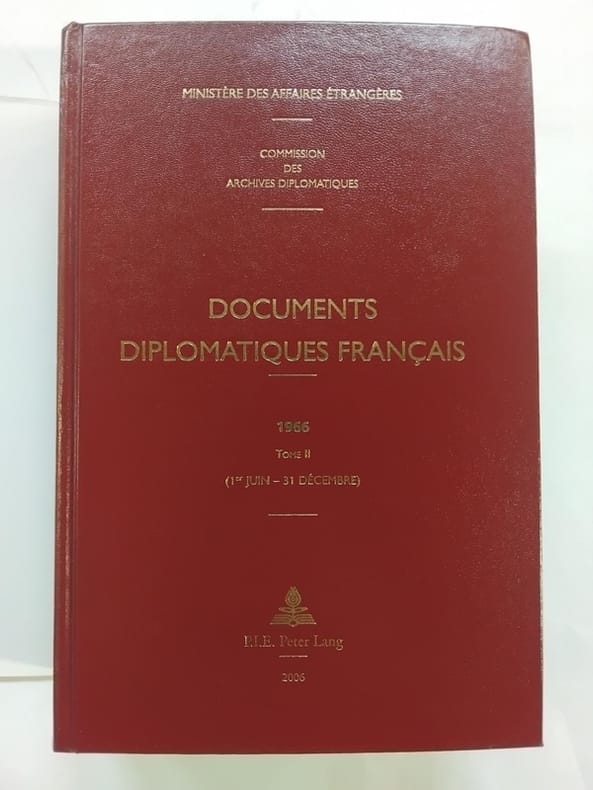 MINISTÈRE DES AFFAIRES ÉTRANGÈRES
COMMISSION
DES
ARCHIVES DIPLOMATIQUES
DOCUMENTS
DIPLOMATIQUES FRANÇAIS
1966
TOME II
(1er JUIN – 31 DÉCEMBRE)
P.I.E. Peter Lang
2006